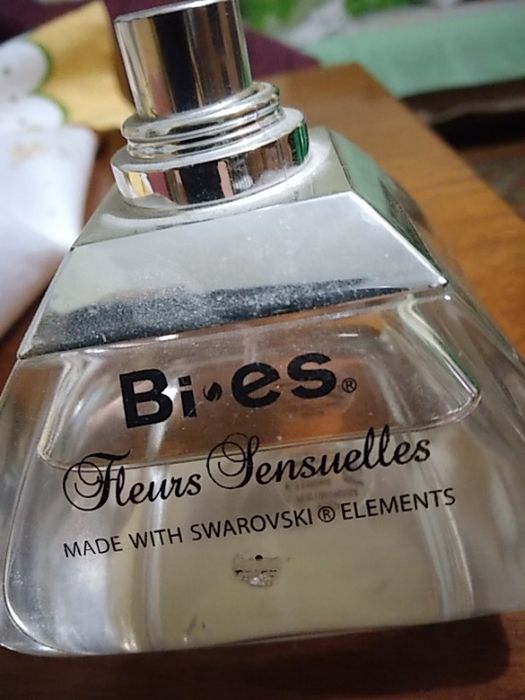 Bi•es®
Fleurs Sensuelles
MADE WITH SWAROVSKI® ELEMENTS